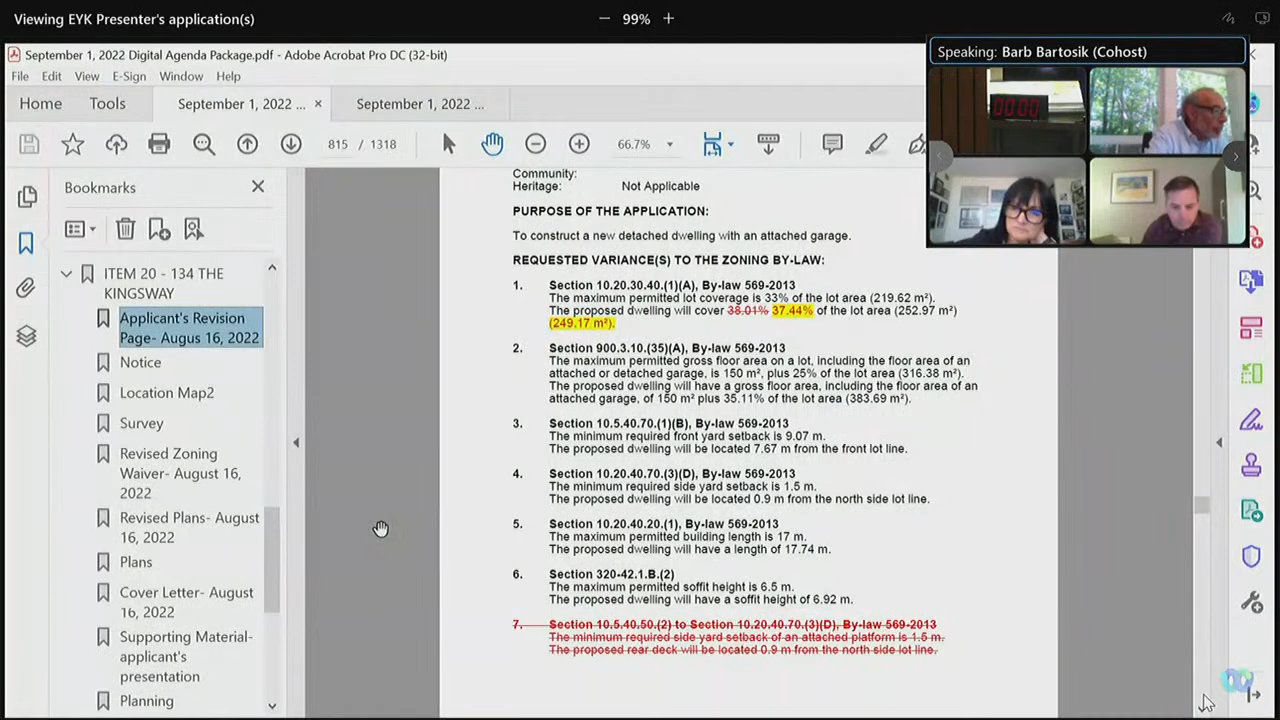 Viewing EYK Presenter's application(s)
99%
Speaking: Barb Bartosik (Cohost)
September 1, 2022 Digital Agenda Package.pdf - Adobe Acrobat Pro DC (32-bit)
File Edit View E-Sign Window Help
Home Tools September 1, 2022 ... × September 1, 2022 ...
815 / 1318 66.7%
00:00
Bookmarks
ITEM 20 - 134 THE
KINGSWAY
Applicant's Revision
Page- Augus 16, 2022
Notice
Location Map2
Survey
Revised Zoning
Waiver- August 16,
2022
Revised Plans- August
16, 2022
Plans
Cover Letter- August
16, 2022
Supporting Material-
applicant's
presentation
Planning
Community:
Heritage: Not Applicable
PURPOSE OF THE APPLICATION:
To construct a new detached dwelling with an attached garage.
REQUESTED VARIANCE(S) TO THE ZONING BY-LAW:
1. Section 10.20.30.40.(1)(A), By-law 569-2013
The maximum permitted lot coverage is 33% of the lot area (219.62 m²).
The proposed dwelling will cover 38.01% 37.44% of the lot area (252.97 m²)
(249.17 m²).
2. Section 900.3.10.(35)(A), By-law 569-2013
The maximum permitted gross floor area on a lot, including the floor area of an
attached or detached garage, is 150 m², plus 25% of the lot area (316.38 m²).
The proposed dwelling will have a gross floor area, including the floor area of an
attached garage, of 150 m² plus 35.11% of the lot area (383.69 m²).
3. Section 10.5.40.70.(1)(B), By-law 569-2013
The minimum required front yard setback is 9.07 m.
The proposed dwelling will be located 7.67 m from the front lot line.
4. Section 10.20.40.70.(3)(D), By-law 569-2013
The minimum required side yard setback is 1.5 m.
The proposed dwelling will be located 0.9 m from the north side lot line.
5. Section 10.20.40.20.(1), By-law 569-2013
The maximum permitted building length is 17 m.
The proposed dwelling will have a length of 17.74 m.
6. Section 320-42.1.B.(2)
The maximum permitted soffit height is 6.5 m.
The proposed dwelling will have a soffit height of 6.92 m.
7. Section 10.5.40.50.(2) to Section 10.20.40.70.(3)(D), By-law 569-2013
The minimum required side yard setback of an attached platform is 1.5 m.
The proposed rear deck will be located 0.9 m from the north side lot line.